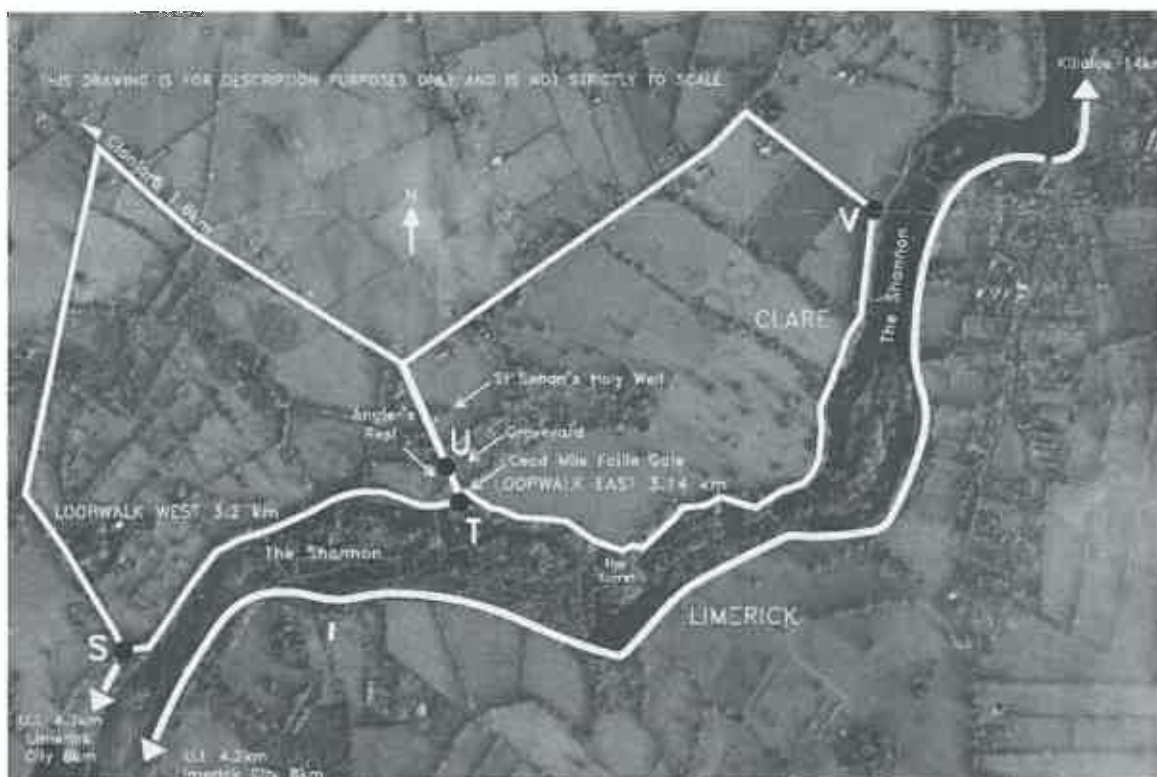 THIS DRAWING IS FOR DESCRIPTION PURPOSES ONLY AND IS NOT STRICTLY TO SCALE
Killaloe 14km
Clonlara 1.8km
N
V
The Shannon
CLARE
St Senan's Holy Well
Angler's
Rest
U
Graveyard
Cead Mile Failte Gate
LOOPWALK EAST 3.14 km
LOOPWALK WEST 3.2 km
T
The Shannon
The
LIMERICK
S
U.L 4.2km
Limerick
City 8km
U.L 4.2km
Limerick City 8km